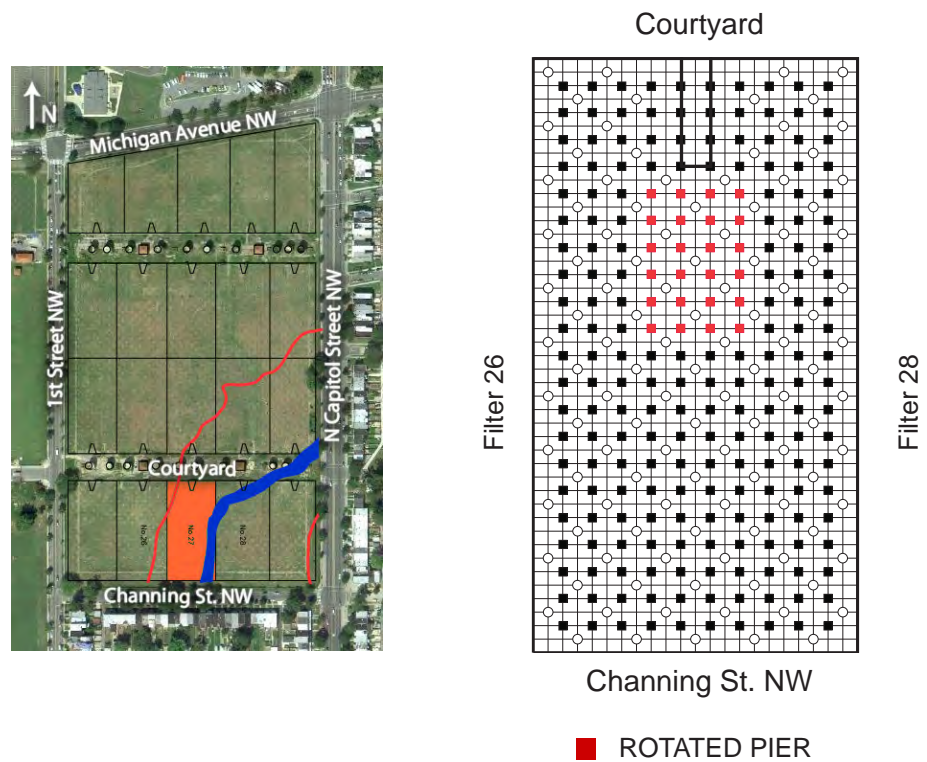 Courtyard
N
Michigan Avenue NW
1st Street NW
N Capitol Street NW
Courtyard
No.26
No.27
No.28
Channing St. NW
Filter 26
Filter 28
Channing St. NW
ROTATED PIER